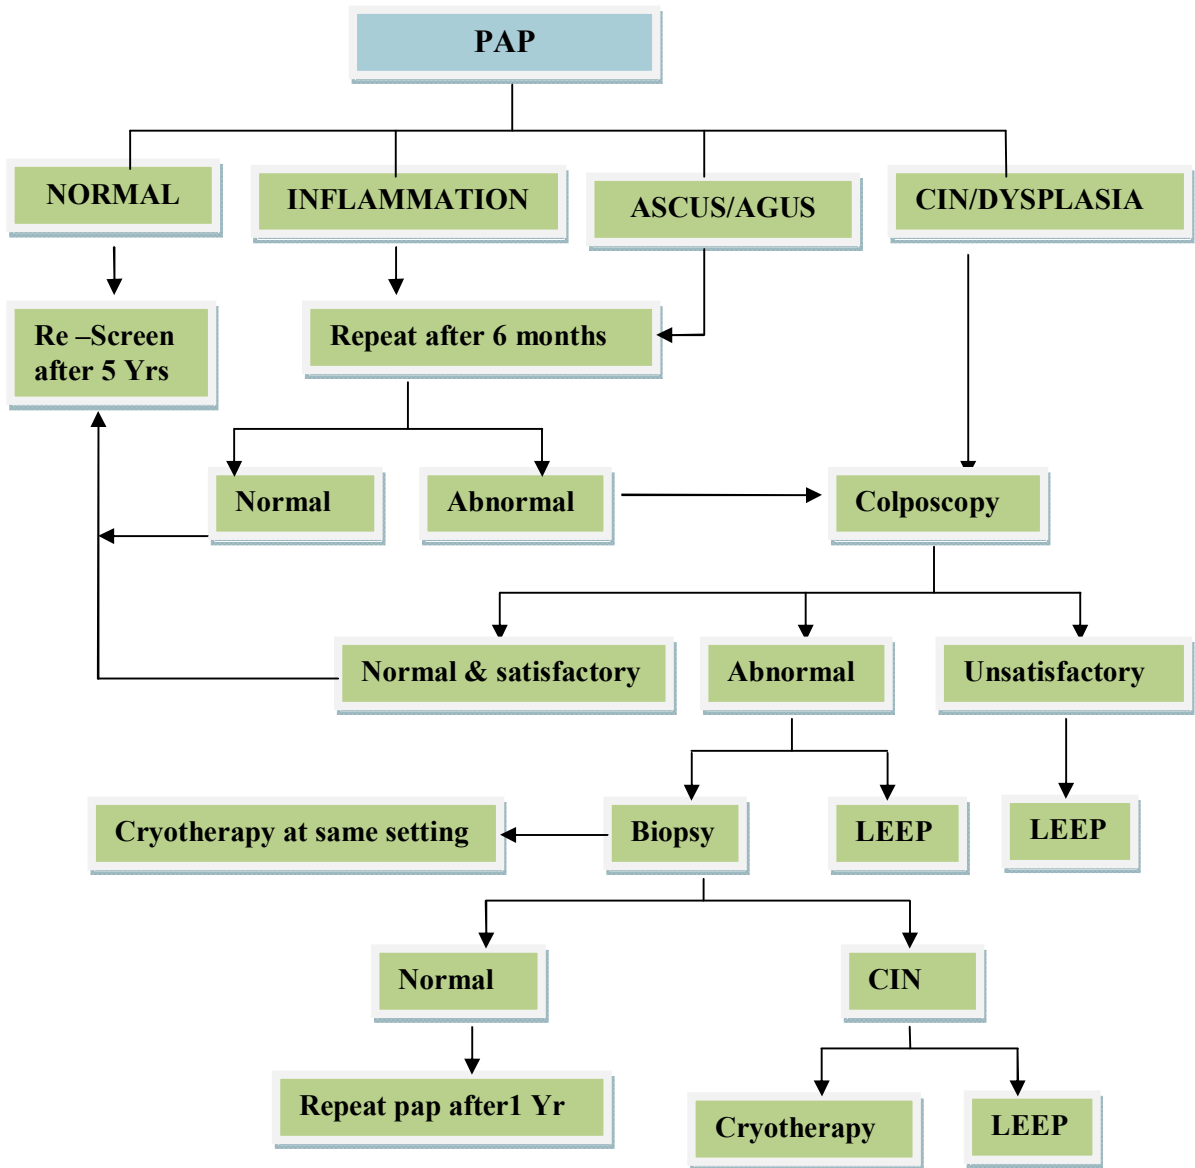 PAP
NORMAL
INFLAMMATION
ASCUS/AGUS
CIN/DYSPLASIA
Re –Screen
after 5 Yrs
Repeat after 6 months
Normal
Abnormal
Colposcopy
Normal & satisfactory
Abnormal
Unsatisfactory
Cryotherapy at same setting
Biopsy
LEEP
LEEP
Normal
CIN
Repeat pap after1 Yr
Cryotherapy
LEEP